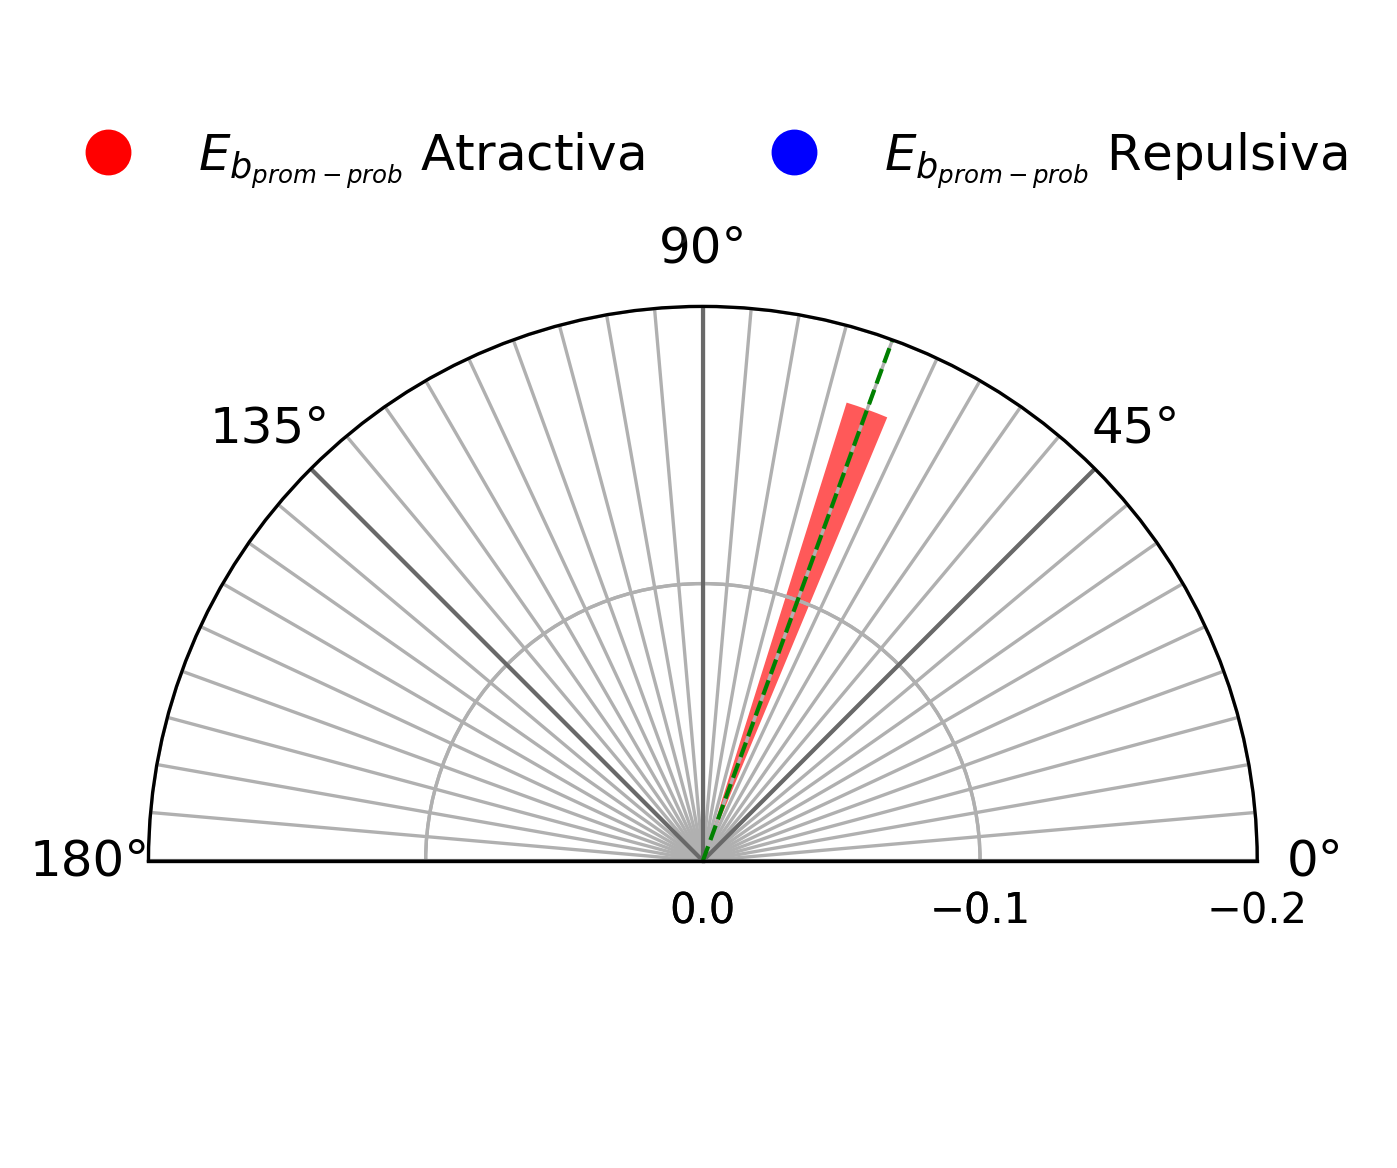 E_{b_{prom-prob}} Atractiva E_{b_{prom-prob}} Repulsiva
90°
135° 45°
180° 0°
0.0 −0.1 −0.2